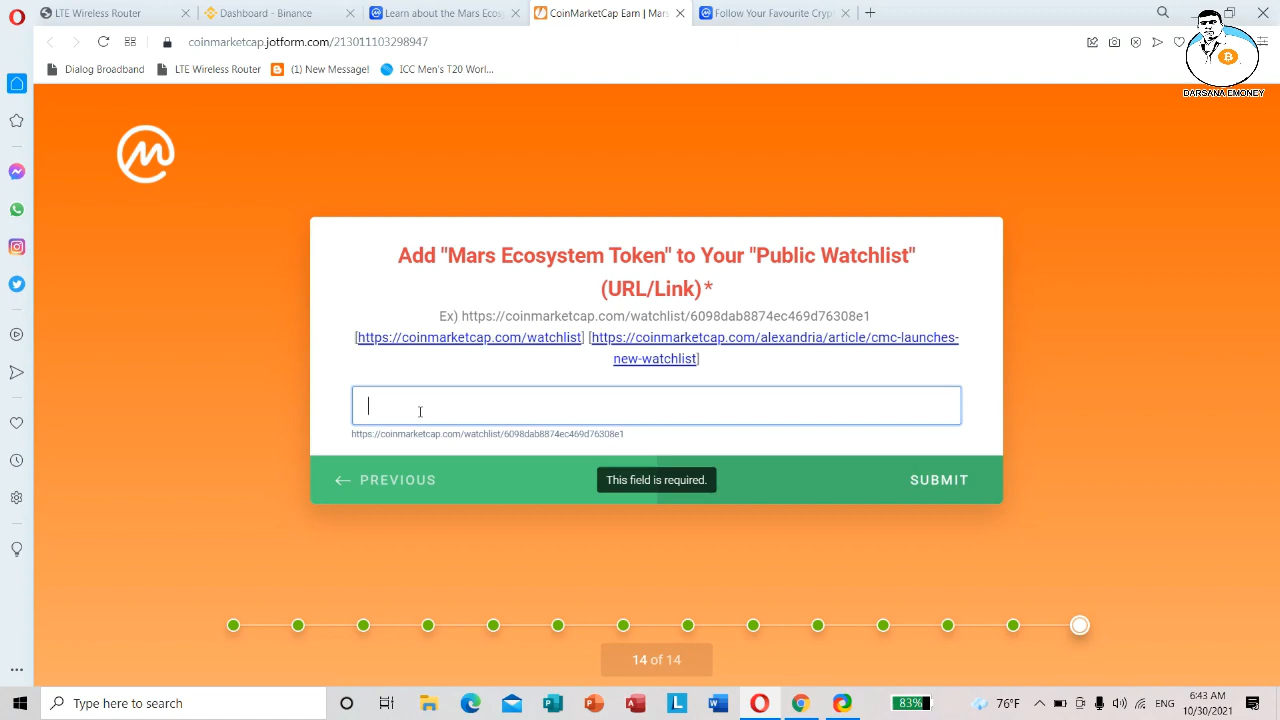 LTE Wireless Router
Dashboard - Binance
Learn about the Mars Ecos
EcoinMarketCap Earn | Mars
Follow Your Favourite Cryp
coinmarketcap.jotform.com/213011103298947
Dialog Broadband
LTE Wireless Router
(1) New Message!
ICC Men's T20 Worl...
DARSANA EMONEY
Add "Mars Ecosystem Token" to Your "Public Watchlist"
(URL/Link)*
Ex) https://coinmarketcap.com/watchlist/6098dab8874ec469d76308e1
[https://coinmarketcap.com/watchlist] [https://coinmarketcap.com/alexandria/article/cmc-launches-
new-watchlist]
https://coinmarketcap.com/watchlist/6098dab8874ec469d76308e1
PREVIOUS
This field is required.
SUBMIT
14 of 14
Type here to search
83%
76°F
ENG
6:43 AM
10/30/2021